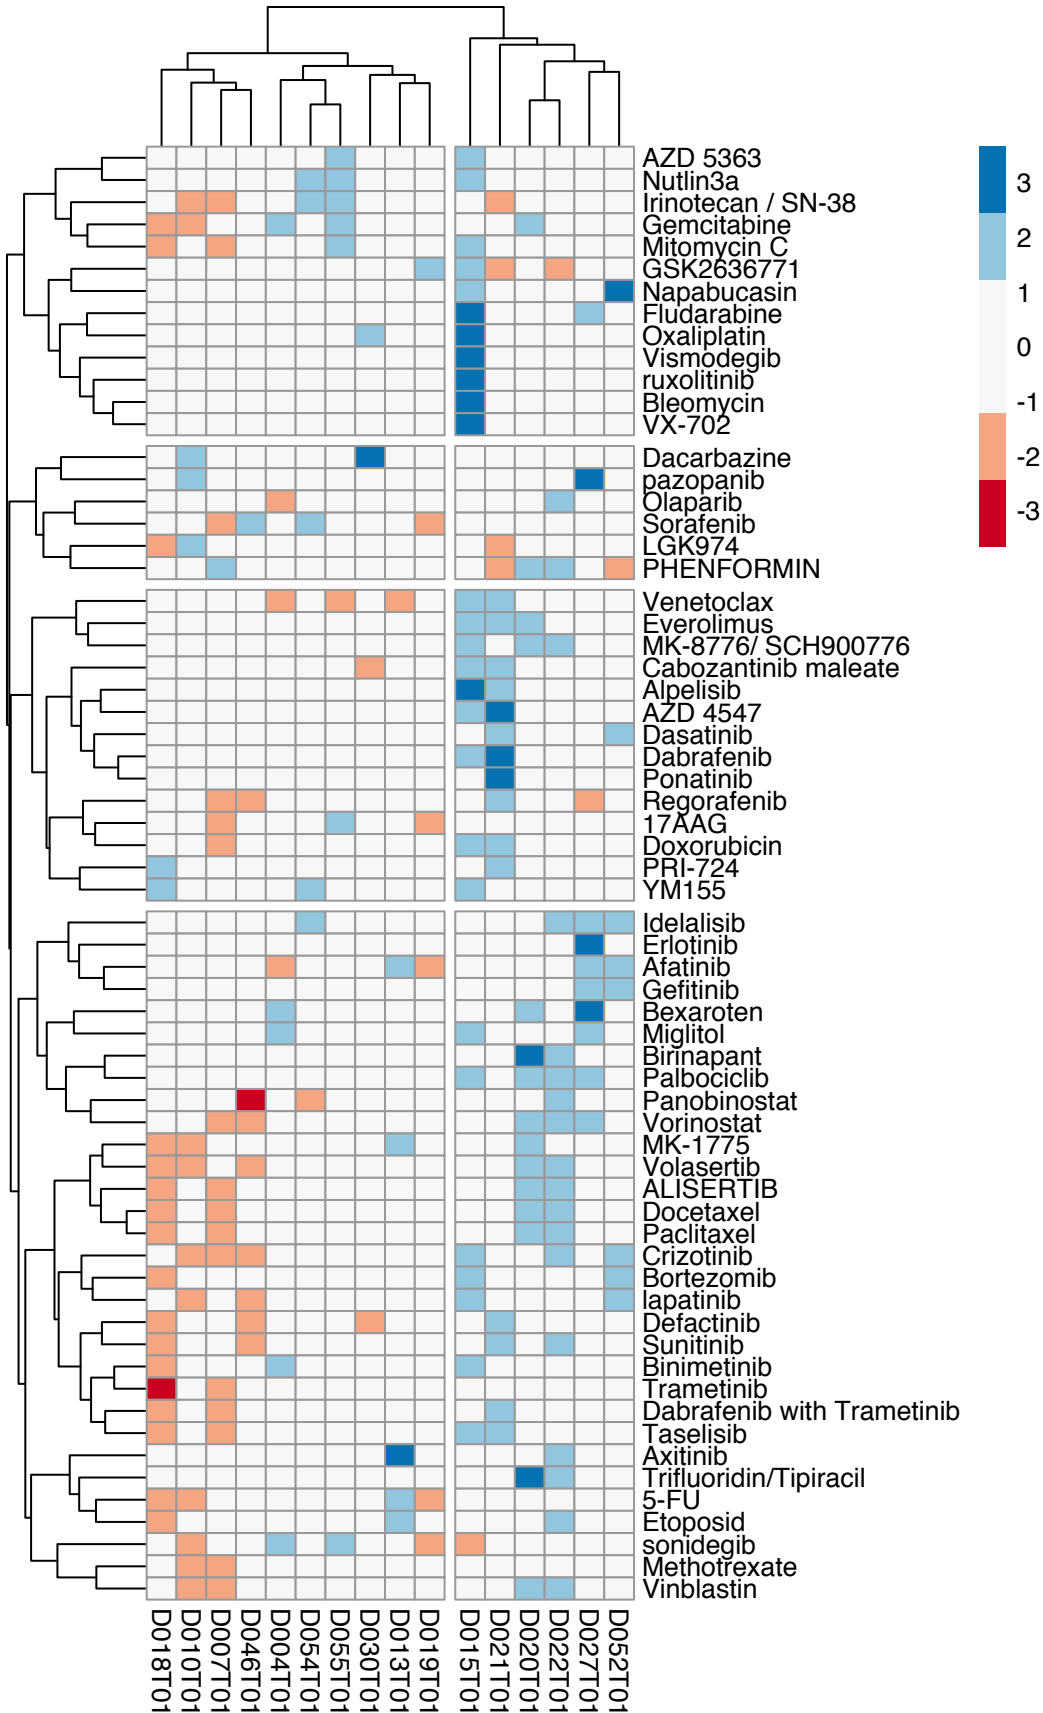 AZD 5363
Nutlin3a
Irinotecan / SN-38
Gemcitabine
Mitomycin C
GSK2636771
Napabucasin
Fludarabine
Oxaliplatin
Vismodegib
ruxolitinib
Bleomycin
VX-702
Dacarbazine
pazopanib
Olaparib
Sorafenib
LGK974
PHENFORMIN
Venetoclax
Everolimus
MK-8776/ SCH900776
Cabozantinib maleate
Alpelisib
AZD 4547
Dasatinib
Dabrafenib
Ponatinib
Regorafenib
17AAG
Doxorubicin
PRI-724
YM155
Idelalisib
Erlotinib
Afatinib
Gefitinib
Bexaroten
Miglitol
Birinapant
Palbociclib
Panobinostat
Vorinostat
MK-1775
Volasertib
ALISERTIB
Docetaxel
Paclitaxel
Crizotinib
Bortezomib
lapatinib
Defactinib
Sunitinib
Binimetinib
Trametinib
Dabrafenib with Trametinib
Taselisib
Axitinib
Trifluoridin/Tipiracil
5-FU
Etoposid
sonidegib
Methotrexate
Vinblastin
3
2
1
0
-1
-2
-3
D018T01
D010T01
D007T01
D046T01
D004T01
D054T01
D055T01
D030T01
D013T01
D019T01
D015T01
D021T01
D020T01
D022T01
D027T01
D052T01